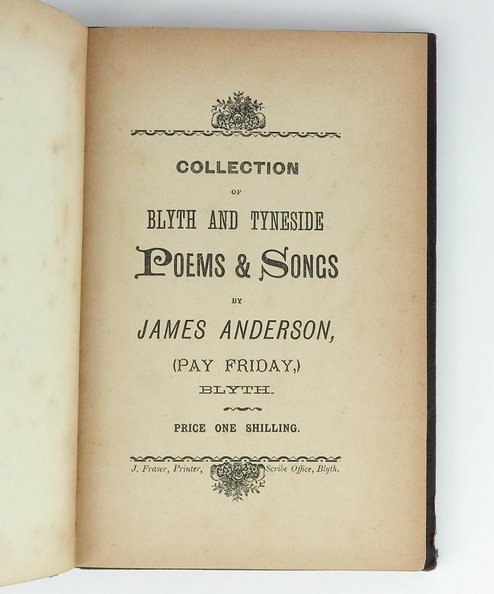 COLLECTION
OF
BLYTH AND TYNESIDE
POEMS & SONGS
BY
JAMES ANDERSON,
(PAY FRIDAY,)
BLYTH.
PRICE ONE SHILLING.
J. Fraser, Printer, Scribe Office, Blyth.